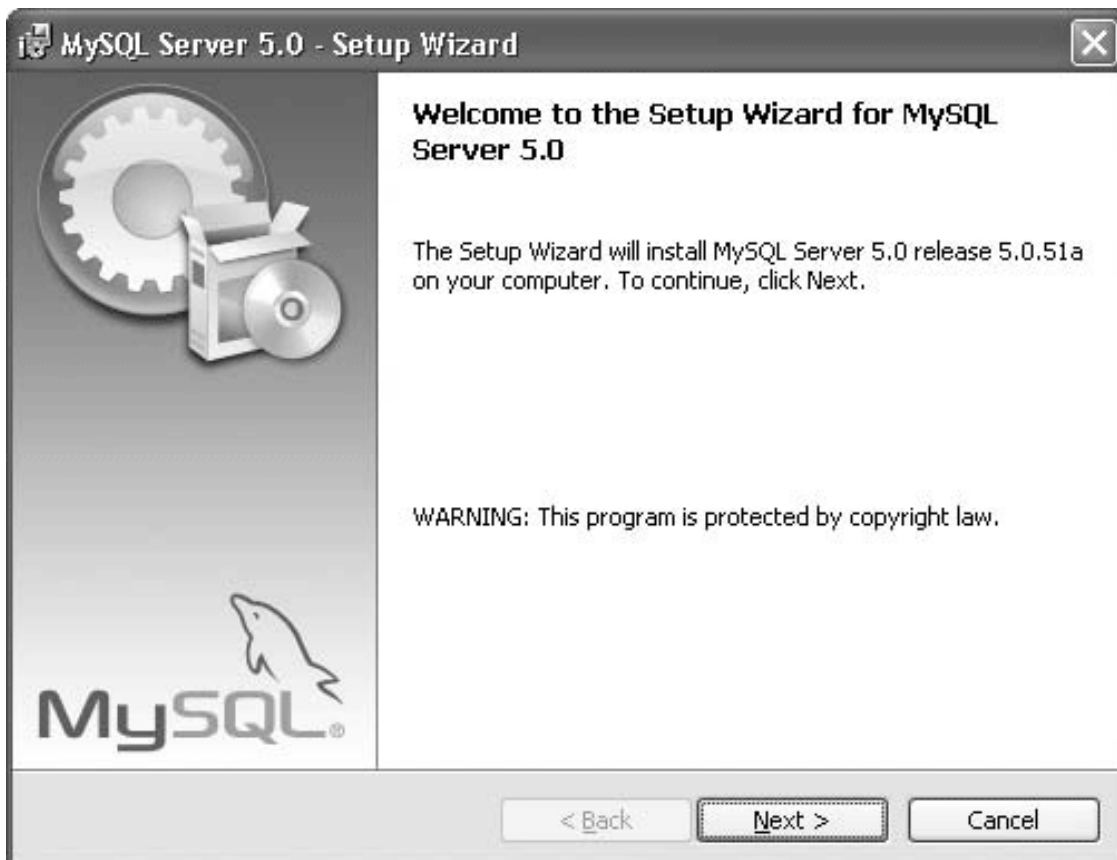 MySQL Server 5.0 - Setup Wizard
Welcome to the Setup Wizard for MySQL
Server 5.0
The Setup Wizard will install MySQL Server 5.0 release 5.0.51a
on your computer. To continue, click Next.
WARNING: This program is protected by copyright law.
MySQL®
< Back
Next >
Cancel